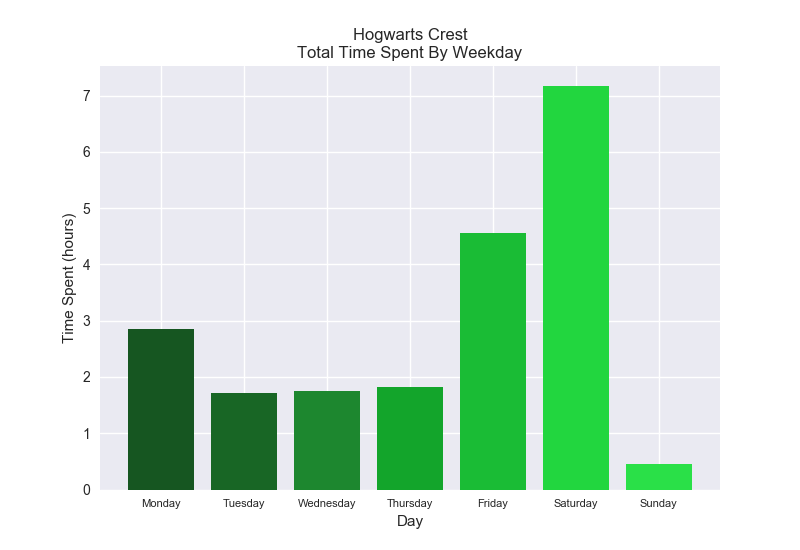 Hogwarts Crest
Total Time Spent By Weekday
Time Spent (hours)
7
6
5
4
3
2
1
0
Monday Tuesday Wednesday Thursday Friday Saturday Sunday
Day